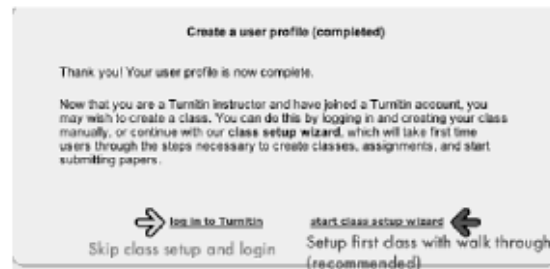 Create a user profile (completed)
Thank you! Your user profile is now complete.
Now that you are a Turnitin instructor and have joined a Turnitin account, you
may wish to create a class. You can do this by logging in and creating your class
manually, or continue with our class setup wizard, which will take first time
users through the steps necessary to create classes, assignments, and start
submitting papers.
log in to Turnitin start class setup wizard
Skip class setup and login Setup first class with walk through
(recommended)